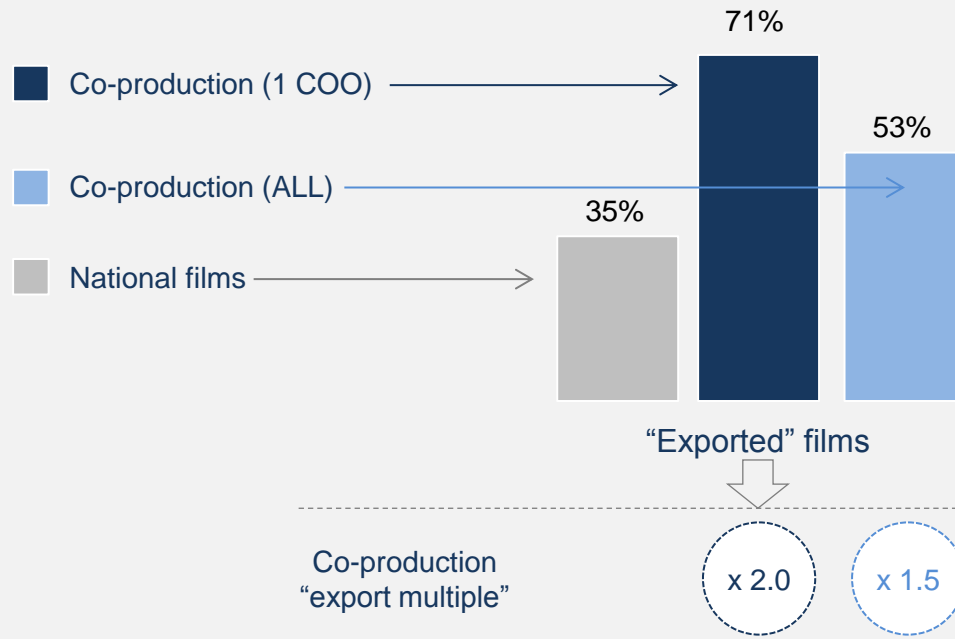 71%
Co-production (1 COO)
53%
Co-production (ALL)
35%
National films
“Exported” films
Co-production
“export multiple”
x 2.0
x 1.5